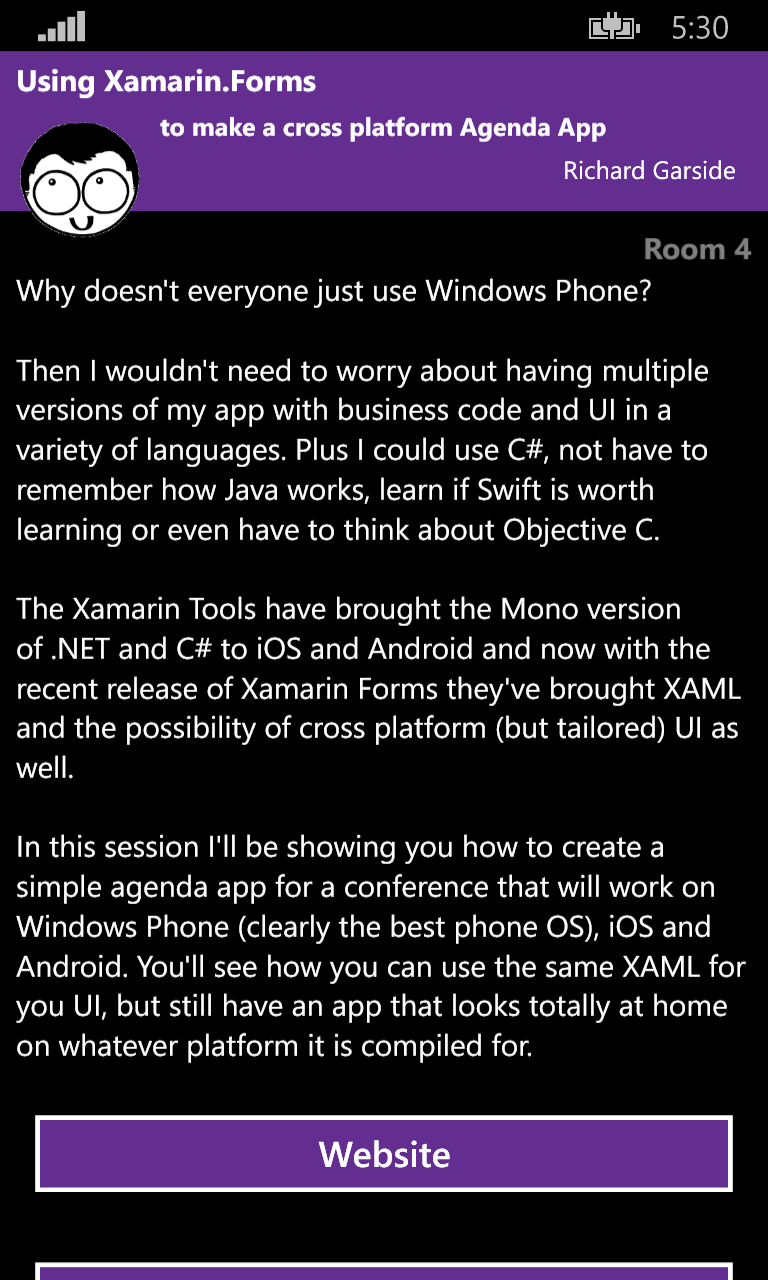 5:30
Using Xamarin.Forms
to make a cross platform Agenda App
Richard Garside
Room 4
Why doesn't everyone just use Windows Phone?
Then I wouldn't need to worry about having multiple
versions of my app with business code and UI in a
variety of languages. Plus I could use C#, not have to
remember how Java works, learn if Swift is worth
learning or even have to think about Objective C.
The Xamarin Tools have brought the Mono version
of .NET and C# to iOS and Android and now with the
recent release of Xamarin Forms they've brought XAML
and the possibility of cross platform (but tailored) UI as
well.
In this session I'll be showing you how to create a
simple agenda app for a conference that will work on
Windows Phone (clearly the best phone OS), iOS and
Android. You'll see how you can use the same XAML for
you UI, but still have an app that looks totally at home
on whatever platform it is compiled for.
Website